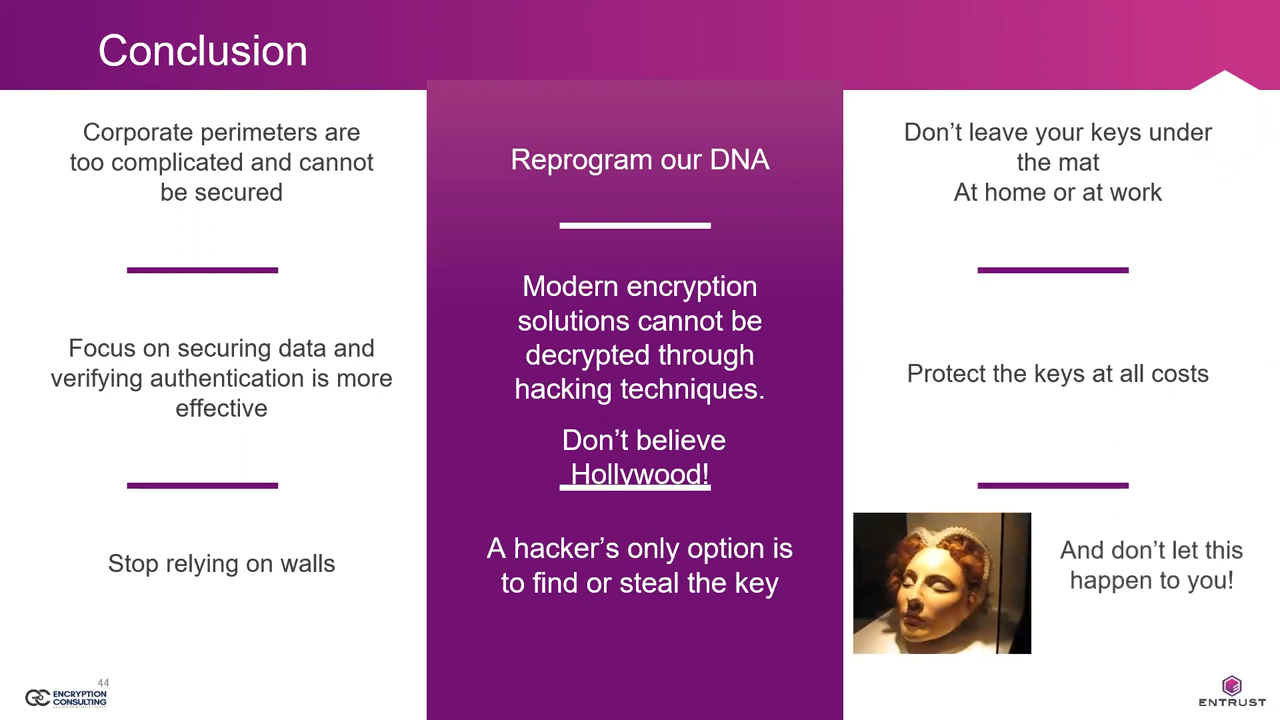 Conclusion
Corporate perimeters are
too complicated and cannot
be secured
Focus on securing data and
verifying authentication is more
effective
Stop relying on walls
Reprogram our DNA
Modern encryption
solutions cannot be
decrypted through
hacking techniques.
Don’t believe
Hollywood!
A hacker’s only option is
to find or steal the key
Don’t leave your keys under
the mat
At home or at work
Protect the keys at all costs
And don’t let this
happen to you!
44
ENCRYPTION
CONSULTING
ENTRUST